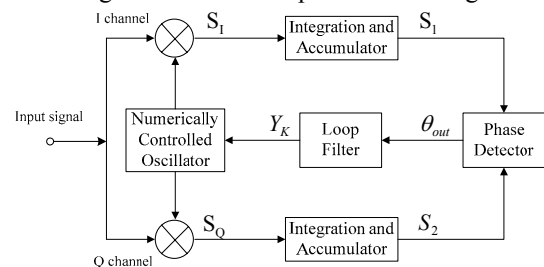 I channel
S_I
Integration and
Accumulator
S_1
Input signal
Numerically
Controlled
Oscillator
Y_K
Loop
Filter
θ_out
Phase
Detector
S_Q
Integration and
Accumulator
S_2
Q channel